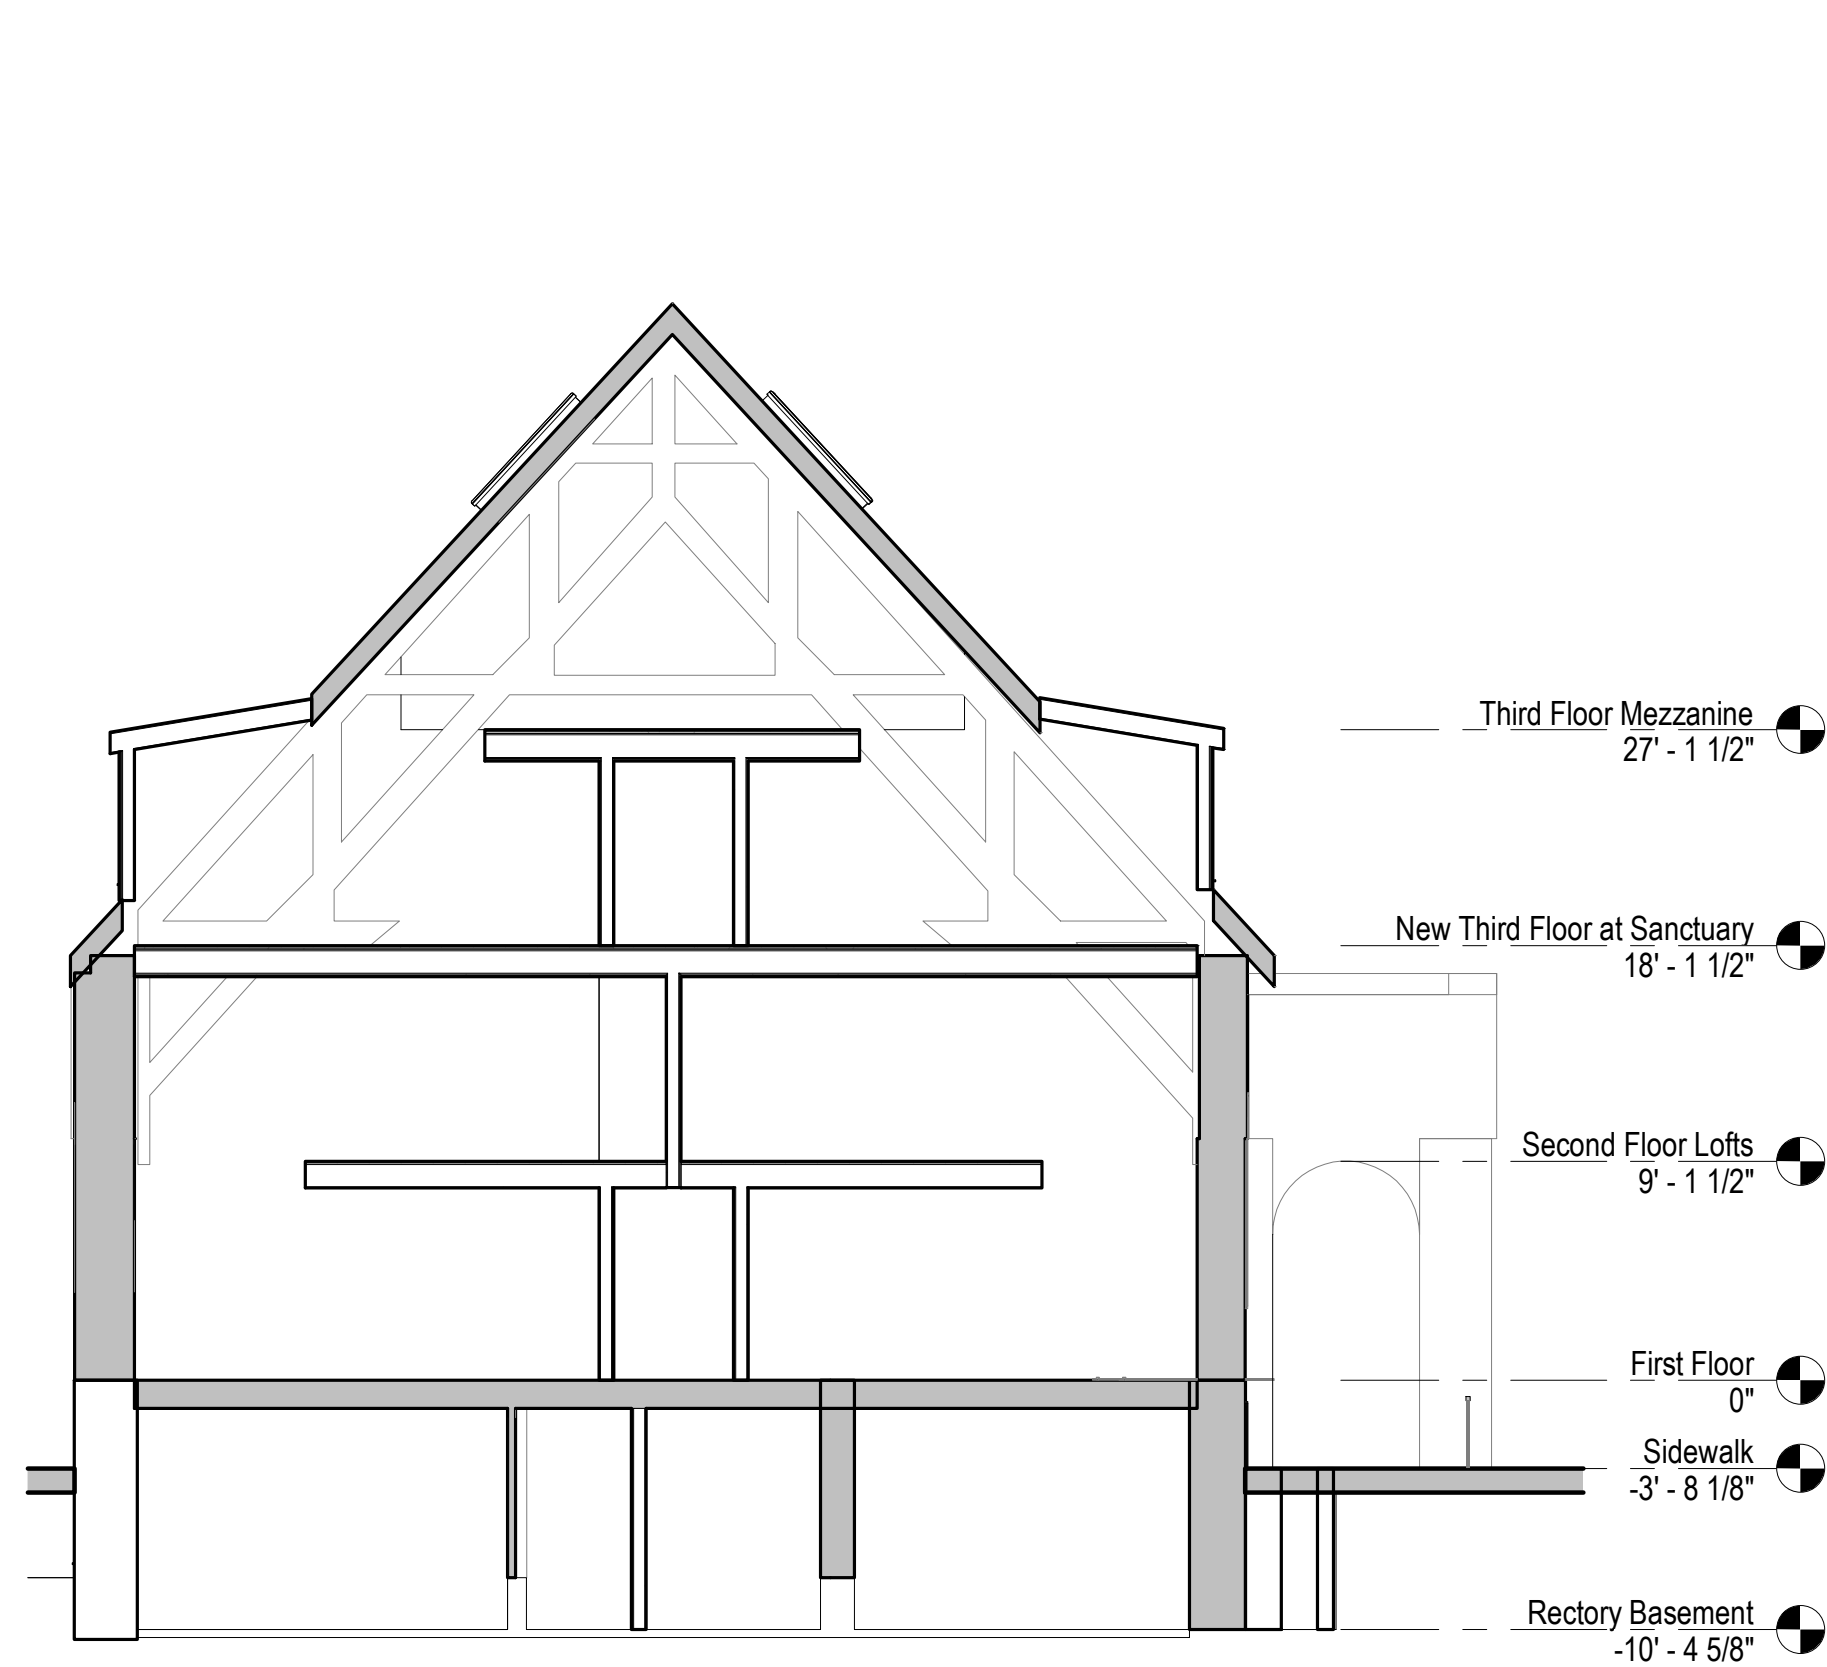 Third Floor Mezzanine
27' - 1 1/2"
New Third Floor at Sanctuary
18' - 1 1/2"
Second Floor Lofts
9' - 1 1/2"
First Floor
0"
Sidewalk
-3' - 8 1/8"
Rectory Basement
-10' - 4 5/8"